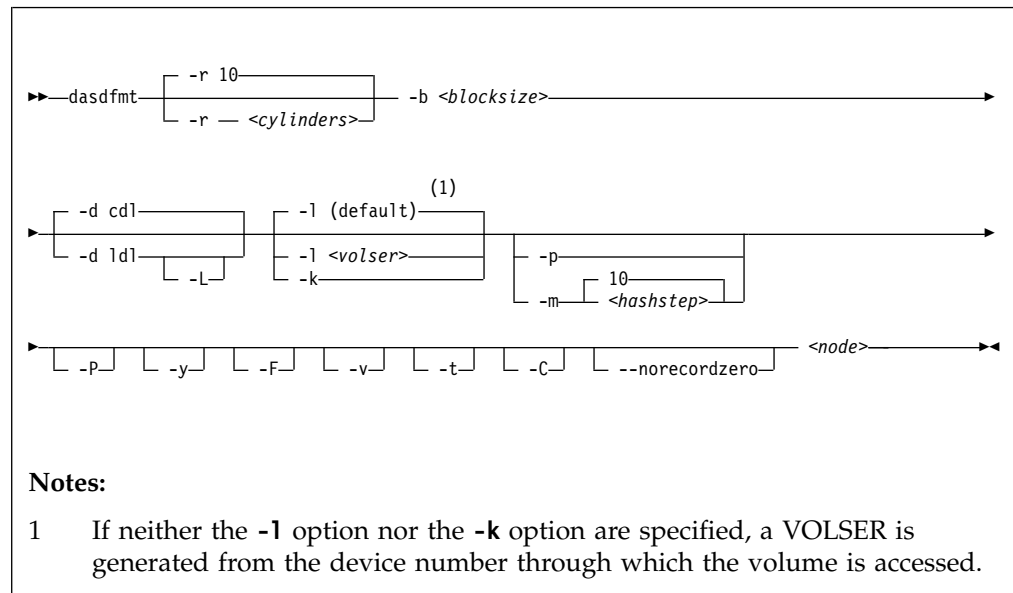 -r 10
dasdfmt -b <blocksize>
-r <cylinders>
(1)
-d cdl -l (default)
-d ldl -l <volser> -p
-L -k 10
-m <hashstep>
<node>
-P -y -F -v -t -C --norecordzero
Notes:
1 If neither the -l option nor the -k option are specified, a VOLSER is
generated from the device number through which the volume is accessed.